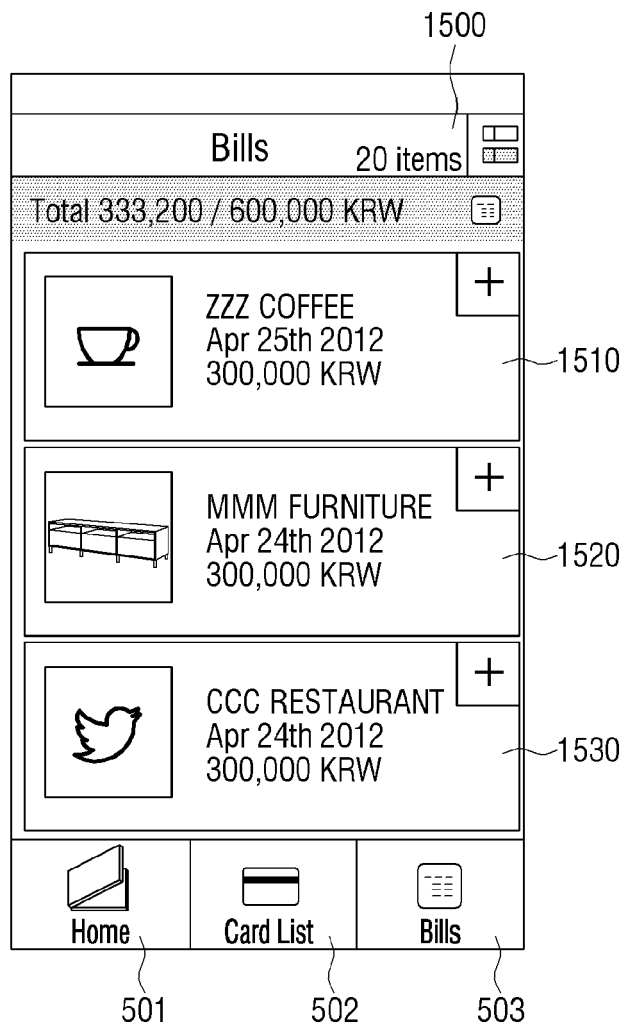 1500
Bills
20 items
Total 333,200 / 600,000 KRW
ZZZ COFFEE
Apr 25th 2012
300,000 KRW
1510
MMM FURNITURE
Apr 24th 2012
300,000 KRW
1520
CCC RESTAURANT
Apr 24th 2012
300,000 KRW
1530
Home
Card List
Bills
501
502
503